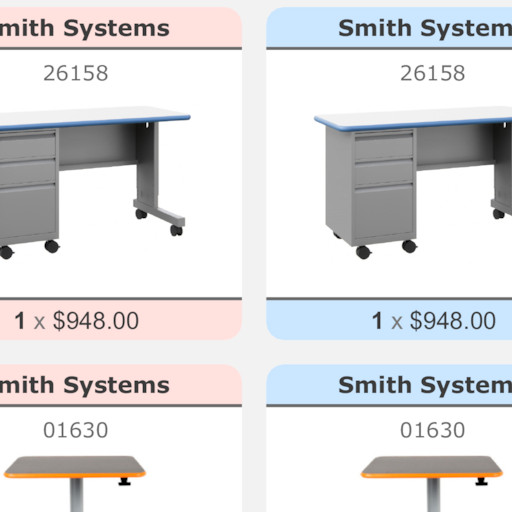 mith Systems
Smith System
26158
26158
1 x $948.00
1 x $948.00
mith Systems
Smith System
01630
01630